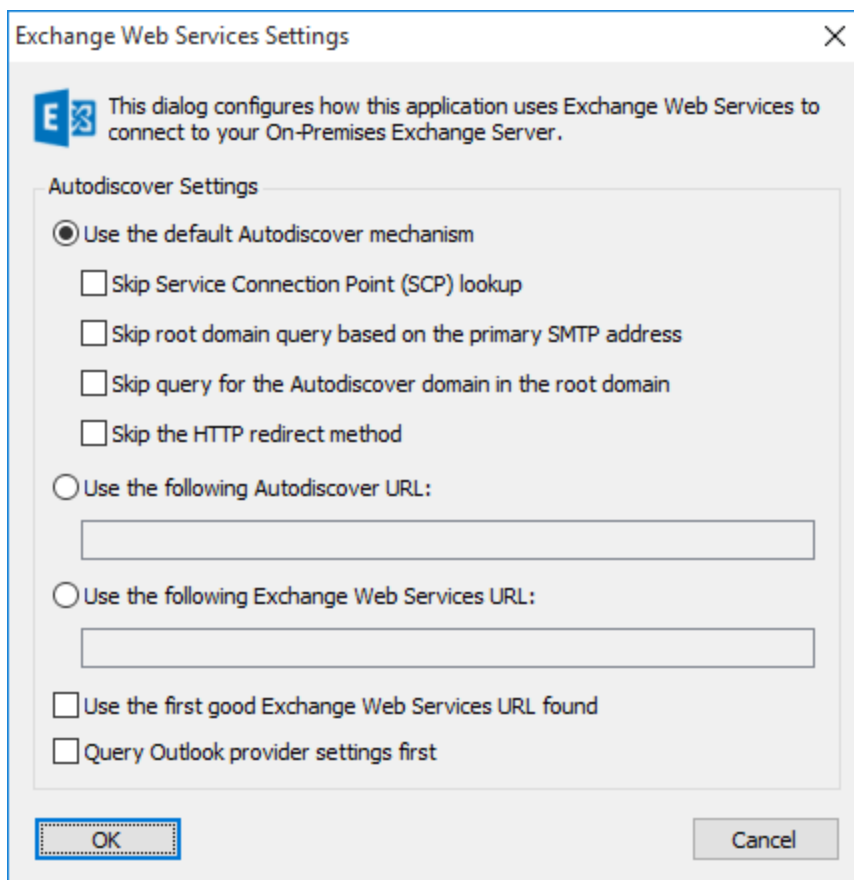 Exchange Web Services Settings
E
This dialog configures how this application uses Exchange Web Services to
connect to your On-Premises Exchange Server.
Autodiscover Settings
Use the default Autodiscover mechanism
Skip Service Connection Point (SCP) lookup
Skip root domain query based on the primary SMTP address
Skip query for the Autodiscover domain in the root domain
Skip the HTTP redirect method
Use the following Autodiscover URL:
Use the following Exchange Web Services URL:
Use the first good Exchange Web Services URL found
Query Outlook provider settings first
OK
Cancel